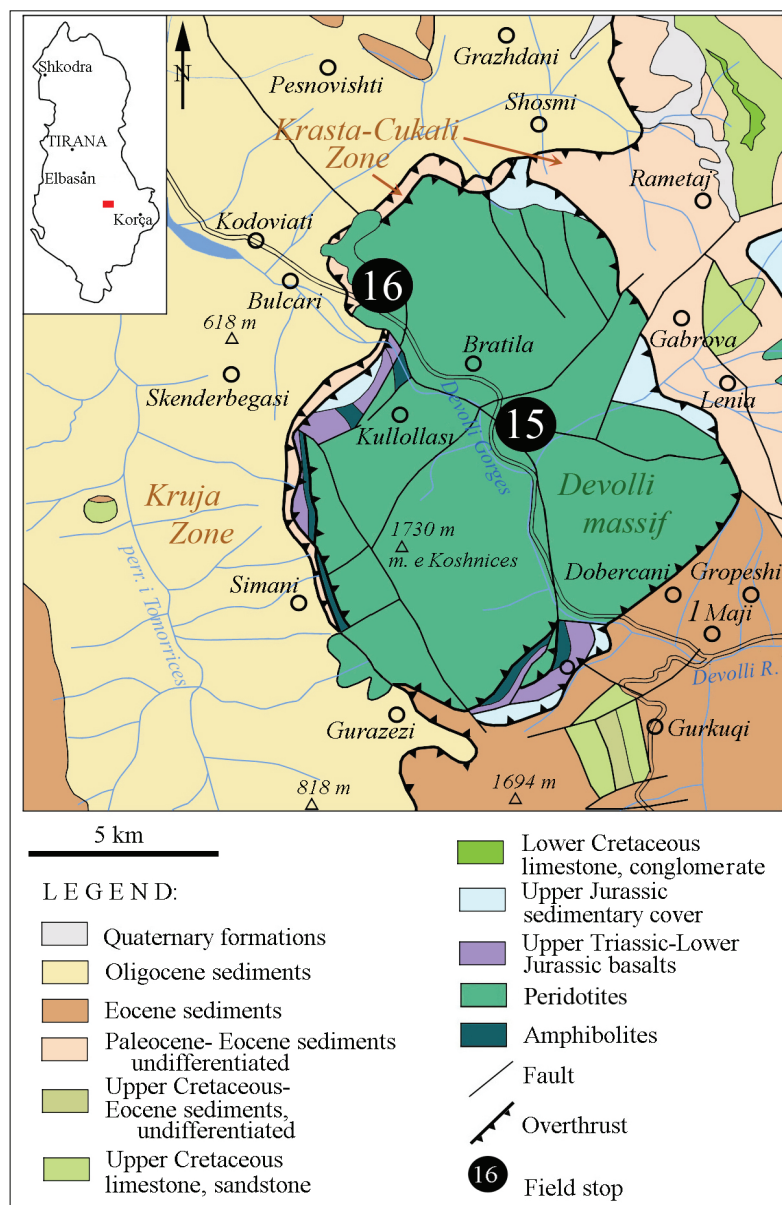 Shkodra
TIRANA
Elbasan
Korça
N
Pesnovishti
Grazhdani
Shosmi
Krasta-Cukali
Zone
Rametaj
Kodoviati
Bulcari
16
618 m
Skenderbegasi
Bratila
Gabrova
Lenia
Kullollasi
15
Devolli Gorges
Kruja
Zone
Devolli
massif
1730 m
m. e Koshnices
perr. i Tomorrices
Simani
Dobercani
Gropeshi
1 Maji
Devolli R.
Gurazezi
Gurkuqi
818 m
1694 m
5 km
L E G E N D:
Quaternary formations
Oligocene sediments
Eocene sediments
Paleocene- Eocene sediments
undifferentiated
Upper Cretaceous-
Eocene sediments,
undifferentiated
Upper Cretaceous
limestone, sandstone
Lower Cretaceous
limestone, conglomerate
Upper Jurassic
sedimentary cover
Upper Triassic-Lower
Jurassic basalts
Peridotites
Amphibolites
Fault
Overthrust
16
Field stop